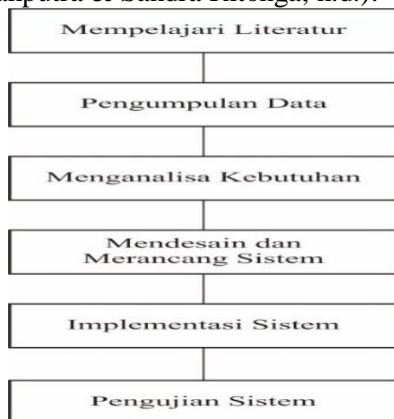 Mempelajari Literatur
Pengumpulan Data
Menganalisa Kebutuhan
Mendesain dan
Merancang Sistem
Implementasi Sistem
Pengujian Sistem